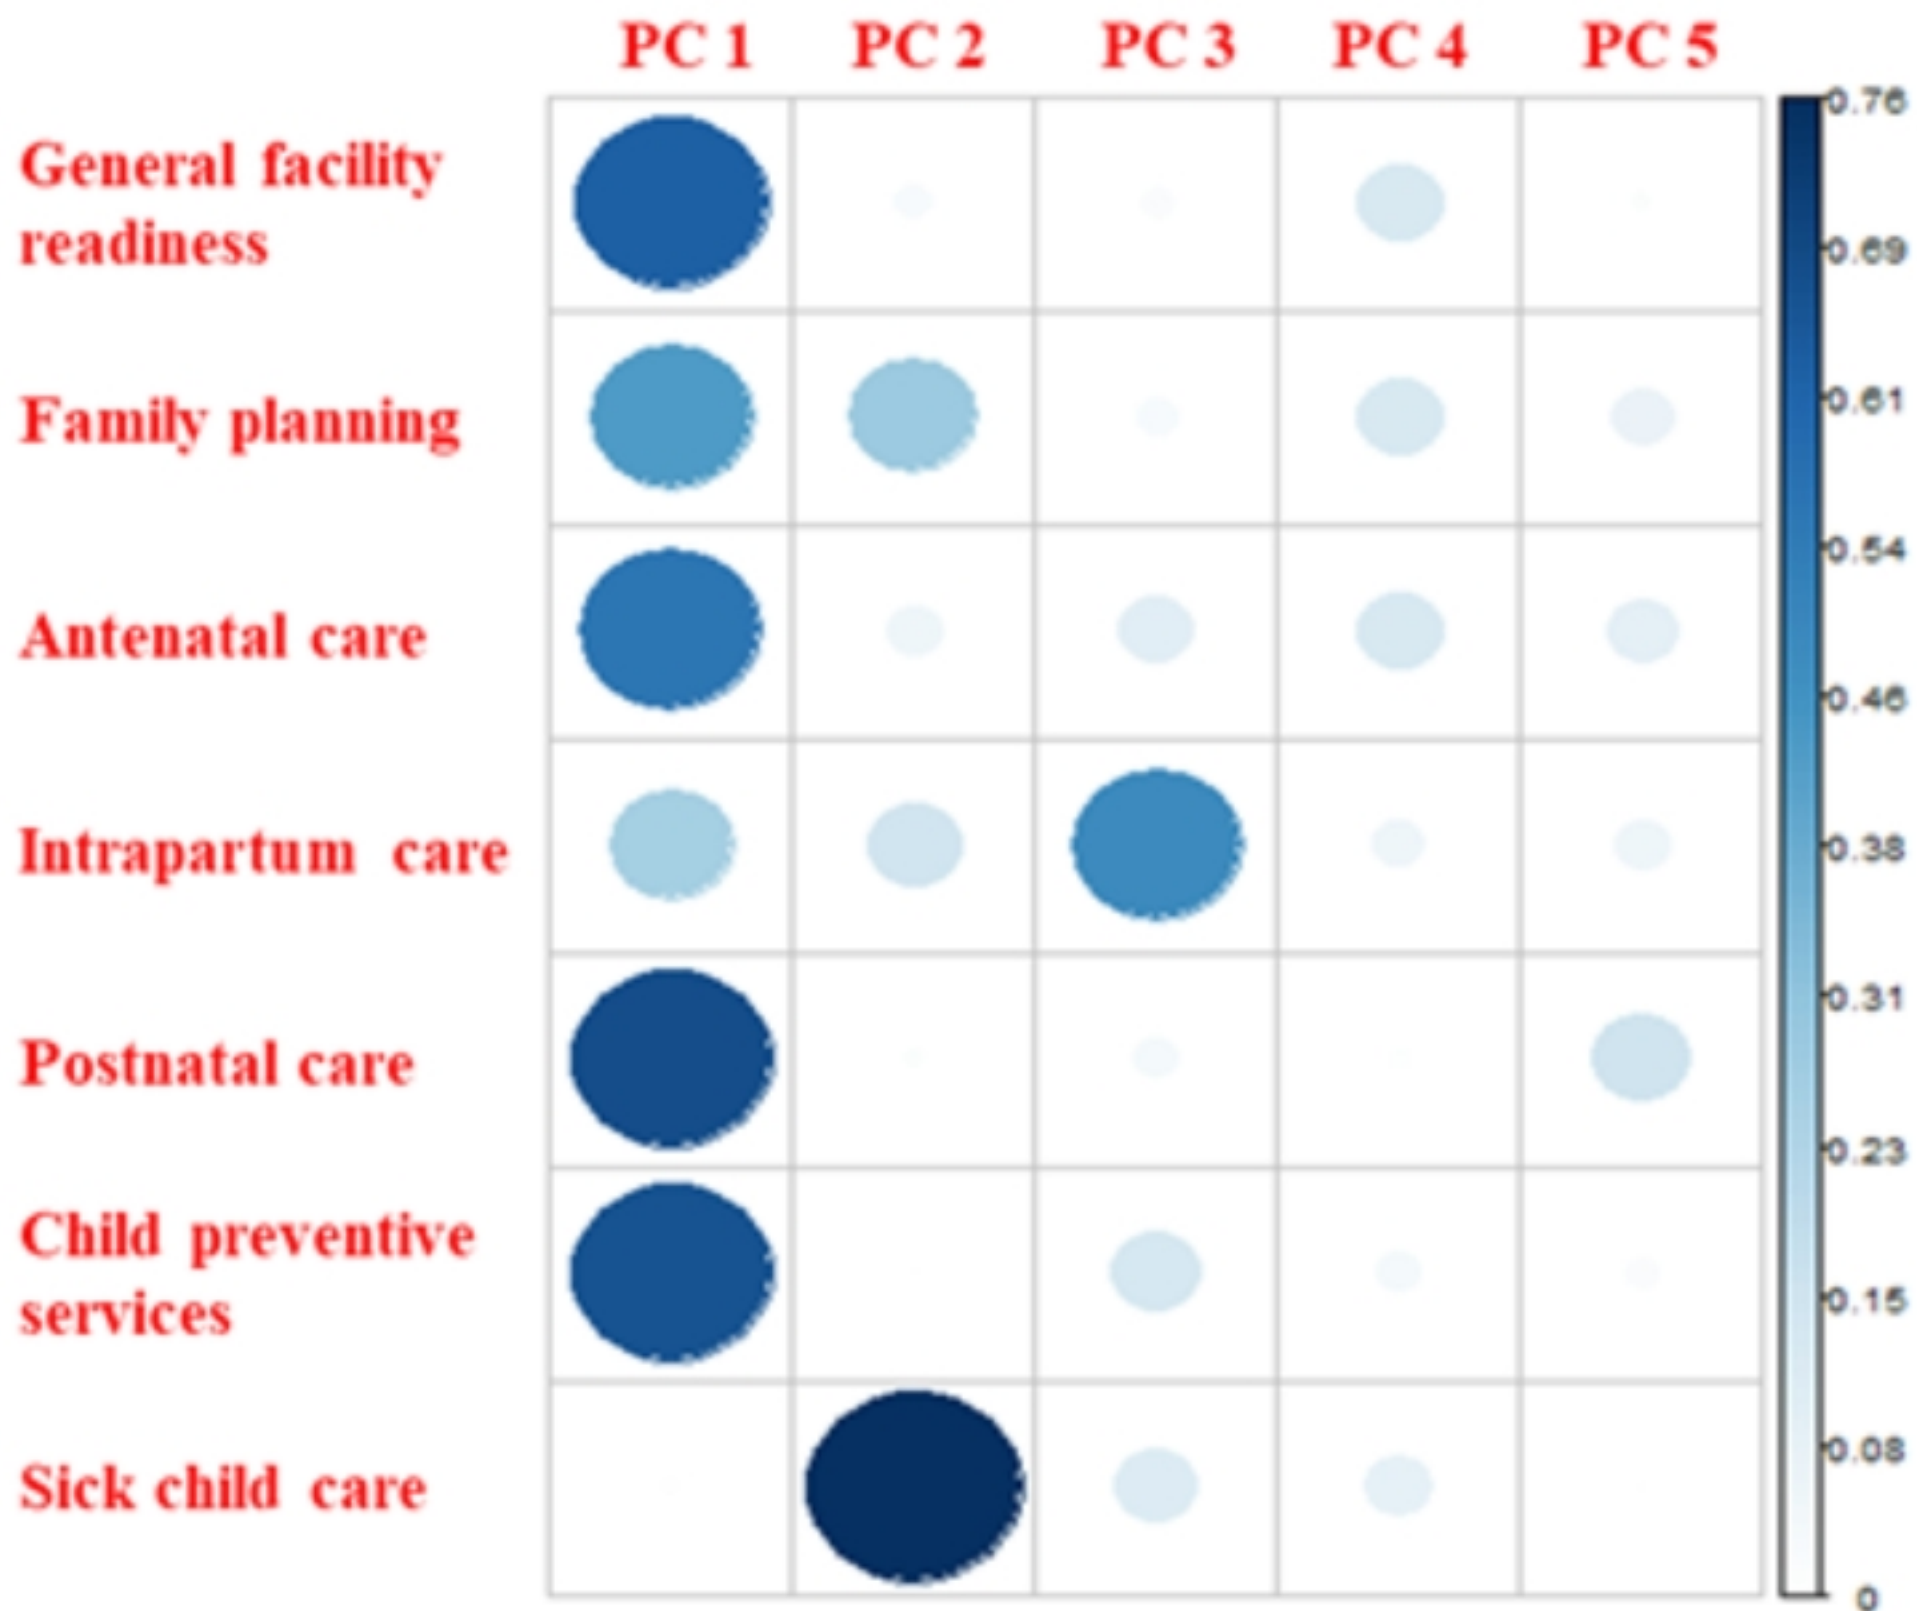 PC 1 PC 2 PC 3 PC 4 PC 5
General facility
readiness
Family planning
Antenatal care
Intrapartum care
Postnatal care
Child preventive
services
Sick child care
0.76
0.69
0.61
0.54
0.46
0.38
0.31
0.23
0.15
0.08
0